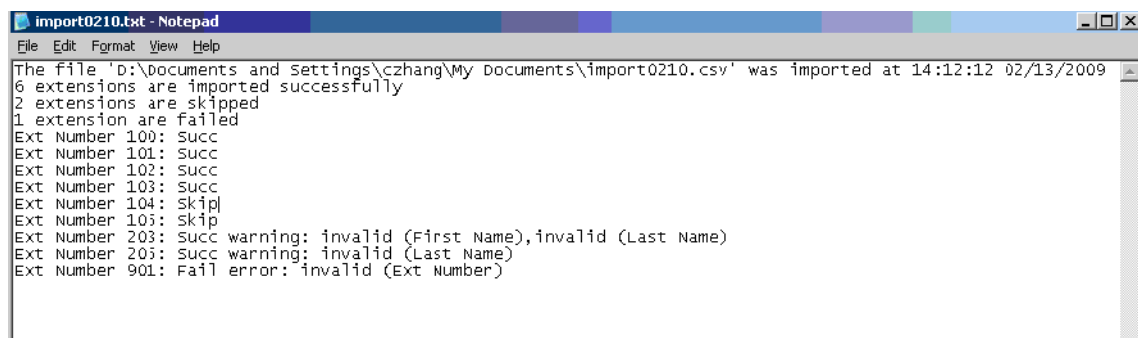 import0210.txt - Notepad
File Edit Format View Help
The file 'D:\Documents and Settings\czhang\My Documents\import0210.csv' was imported at 14:12:12 02/13/2009
6 extensions are imported successfully
2 extensions are skipped
1 extension are failed
Ext Number 100: Succ
Ext Number 101: Succ
Ext Number 102: Succ
Ext Number 103: Succ
Ext Number 104: Skip
Ext Number 105: Skip
Ext Number 203: Succ warning: invalid (First Name),invalid (Last Name)
Ext Number 205: Succ warning: invalid (Last Name)
Ext Number 901: Fail error: invalid (Ext Number)